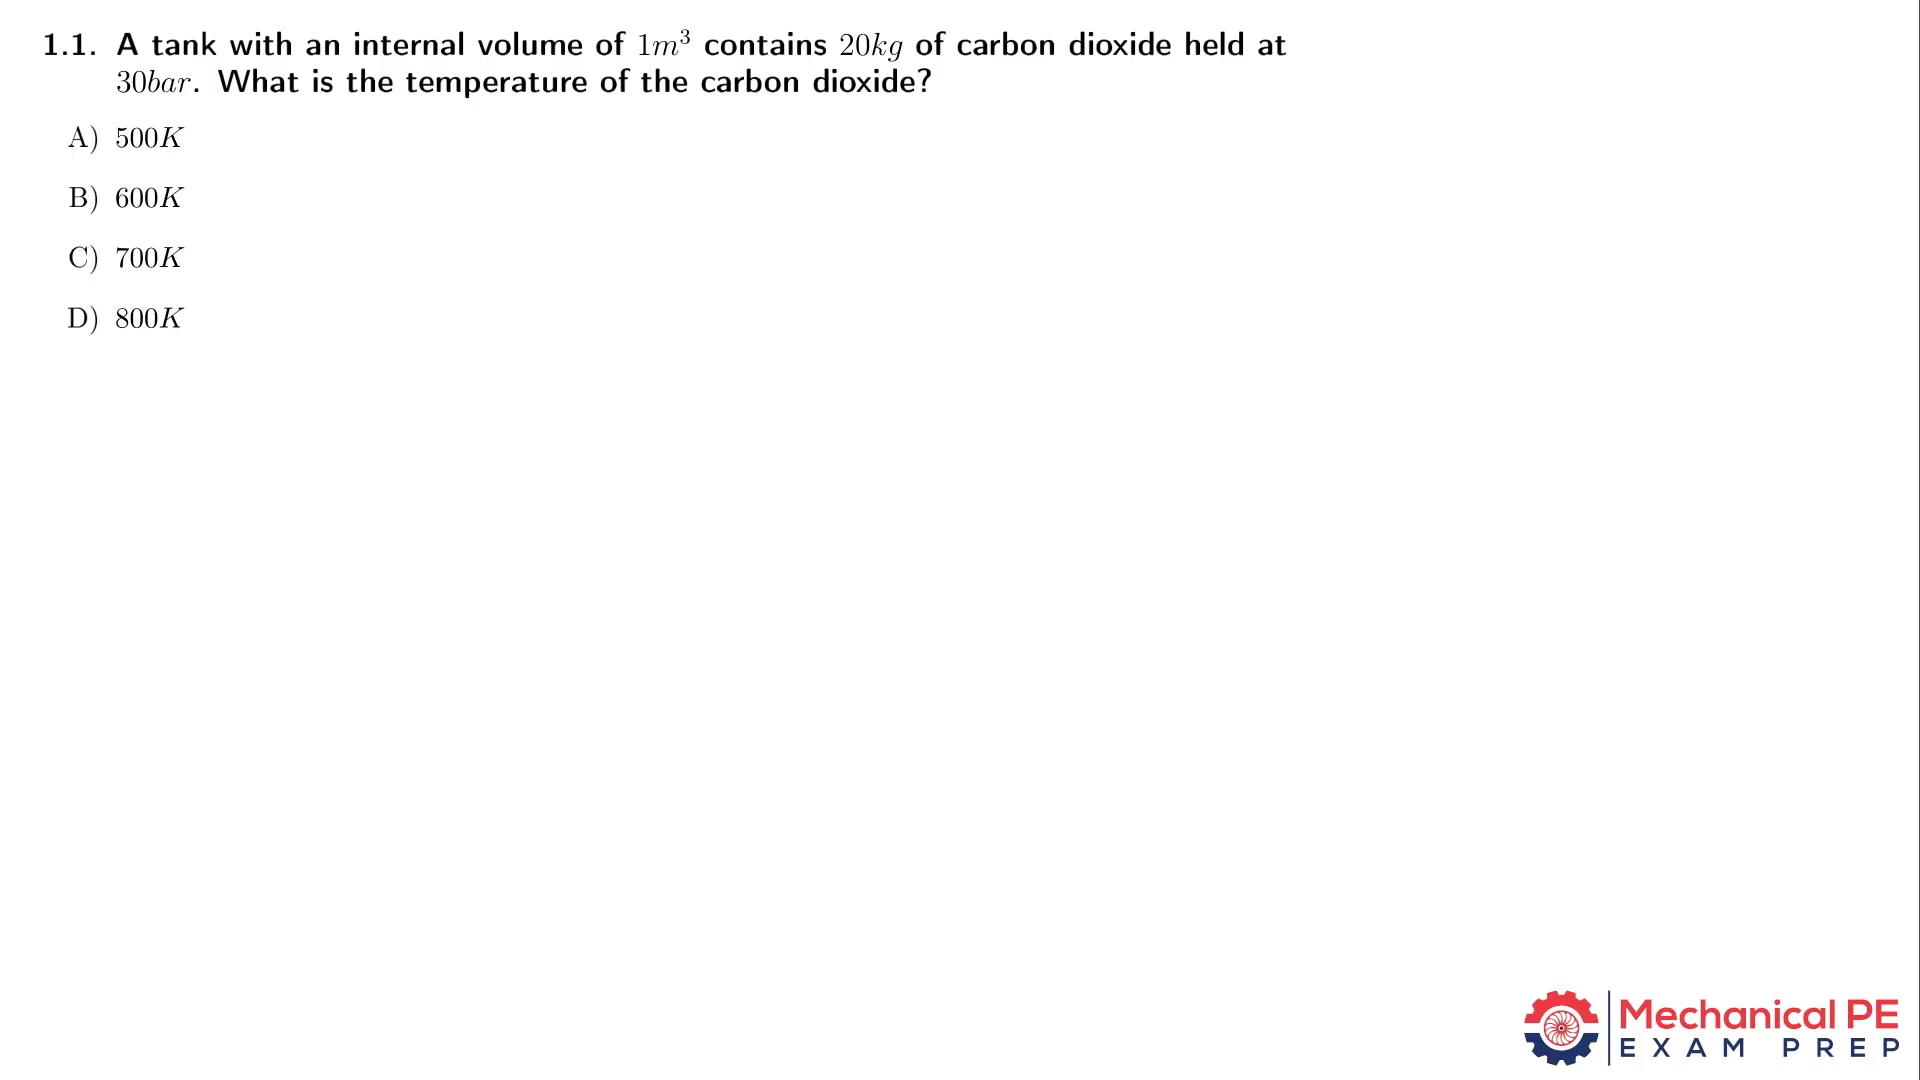 1.1. A tank with an internal volume of 1m³ contains 20kg of carbon dioxide held at
30bar. What is the temperature of the carbon dioxide?
A) 500K
B) 600K
C) 700K
D) 800K
Mechanical PE
EXAM PREP